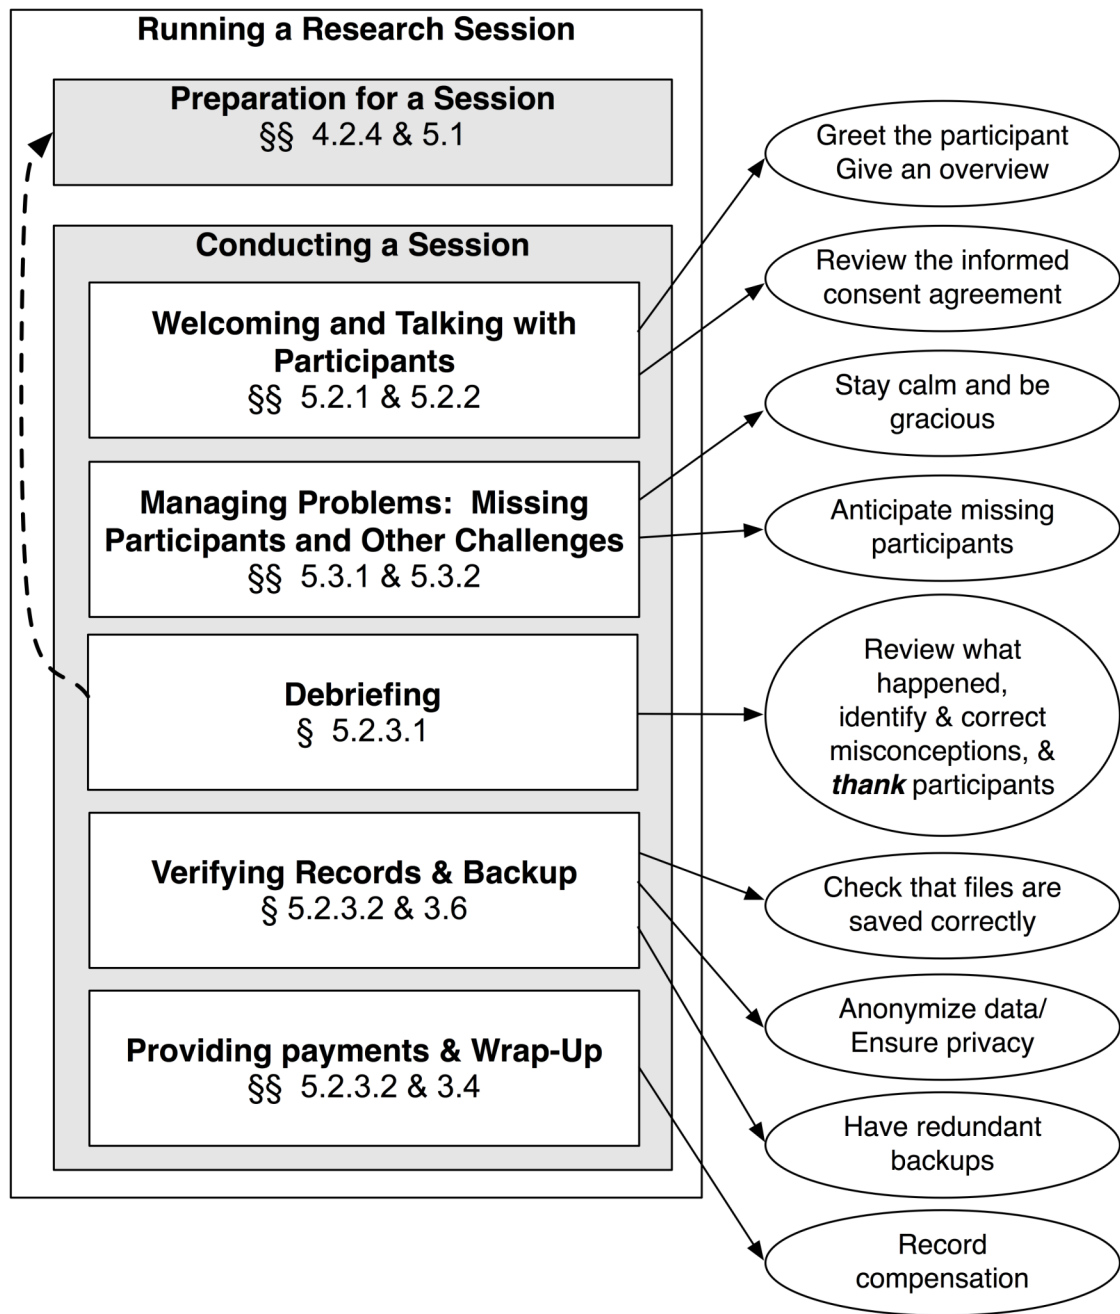 Running a Research Session
Preparation for a Session
§§  4.2.4 & 5.1
Conducting a Session
Welcoming and Talking with
Participants
§§  5.2.1 & 5.2.2
Managing Problems:  Missing
Participants and Other Challenges
§§  5.3.1 & 5.3.2
Debriefing
§  5.2.3.1
Verifying Records & Backup
§ 5.2.3.2 & 3.6
Providing payments & Wrap-Up
§§  5.2.3.2 & 3.4
Greet the participant
Give an overview
Review the informed
consent agreement
Stay calm and be
gracious
Anticipate missing
participants
Review what
happened,
identify & correct
misconceptions, &
thank participants
Check that files are
saved correctly
Anonymize data/
Ensure privacy
Have redundant
backups
Record
compensation